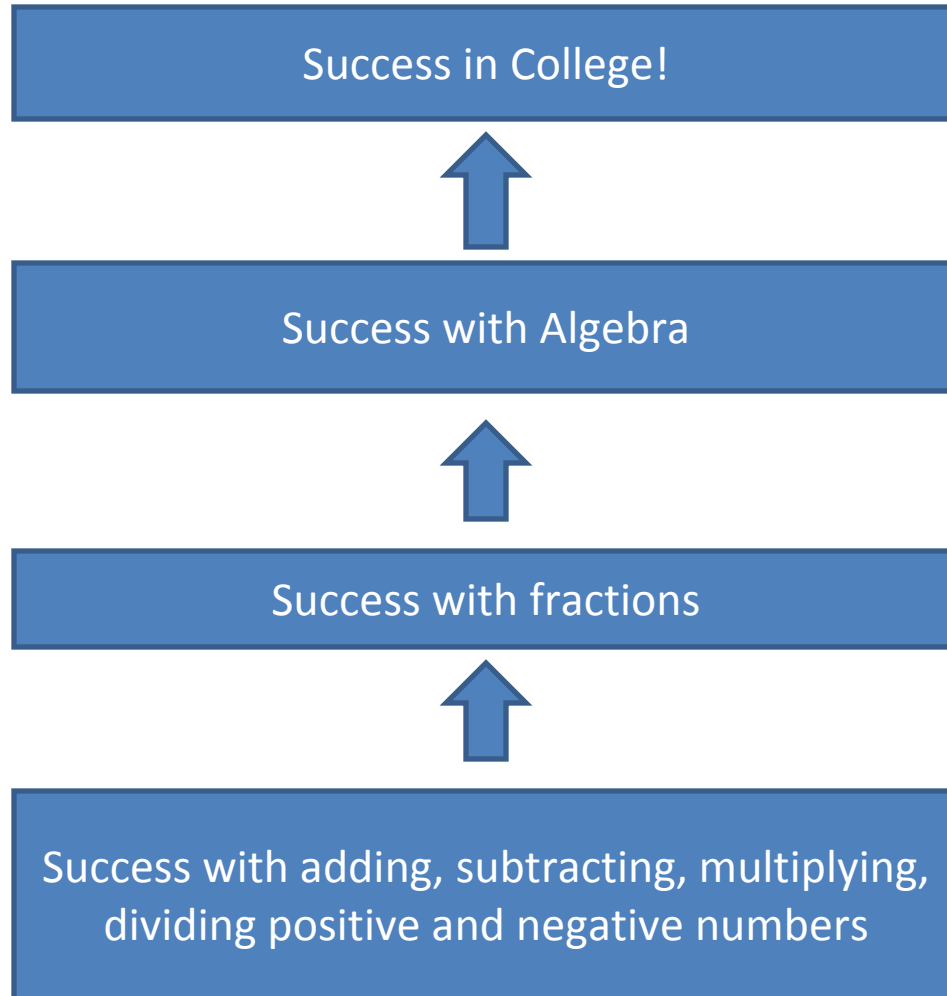 Success in College!
Success with Algebra
Success with fractions
Success with adding, subtracting, multiplying,
dividing positive and negative numbers